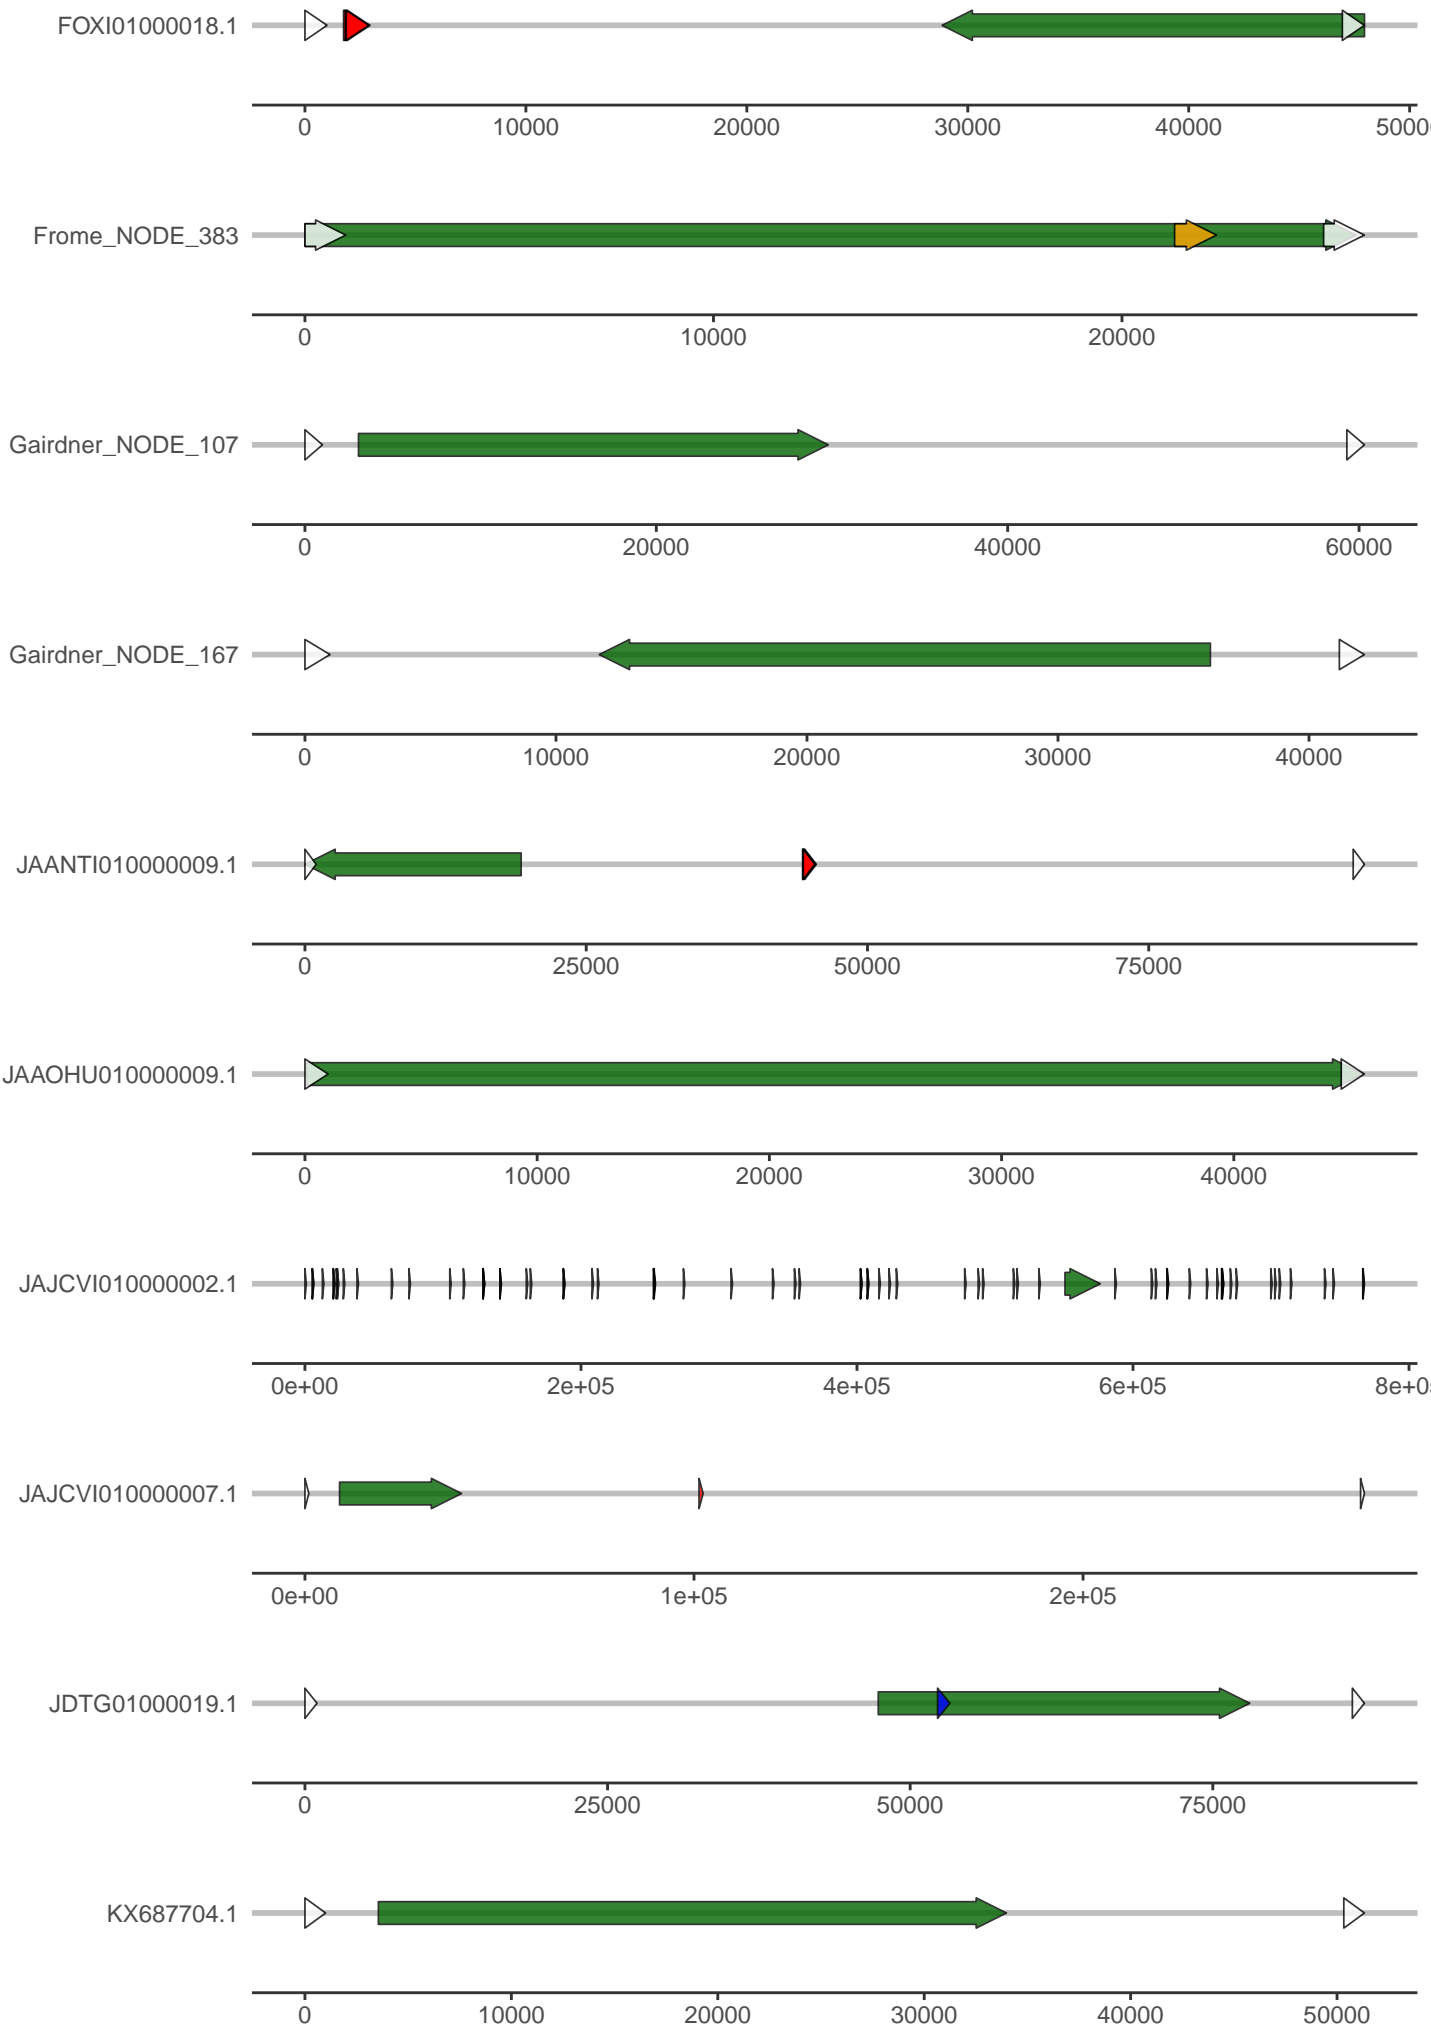 FOXI01000018.1
0 10000 20000 30000 40000 5000
Frome_NODE_383
0 10000 20000
Gairdner_NODE_107
0 20000 40000 60000
Gairdner_NODE_167
0 10000 20000 30000 40000
JAANTI010000009.1
0 25000 50000 75000
JAAOHU010000009.1
0 10000 20000 30000 40000
JAJCVI010000002.1
0e+00 2e+05 4e+05 6e+05 8e+0
JAJCVI010000007.1
0e+00 1e+05 2e+05
JDTG01000019.1
0 25000 50000 75000
KX687704.1
0 10000 20000 30000 40000 50000